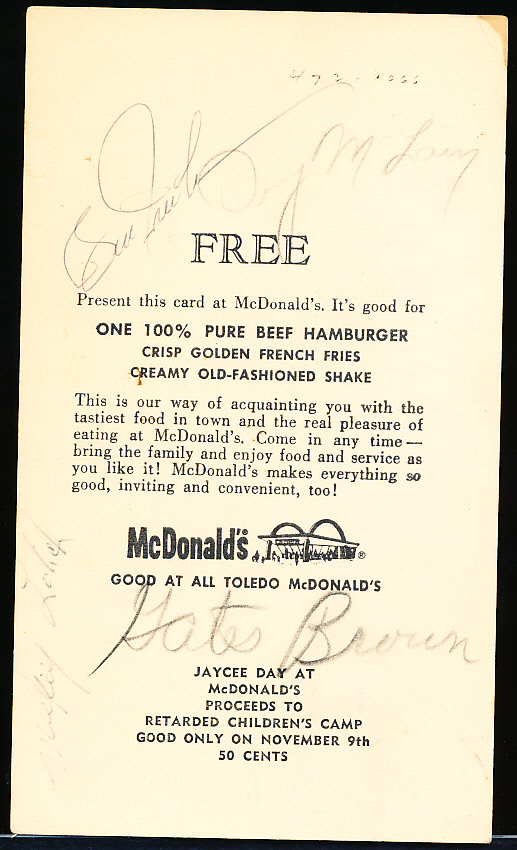 FREE
Present this card at McDonald's. It's good for
ONE 100% PURE BEEF HAMBURGER
CRISP GOLDEN FRENCH FRIES
CREAMY OLD-FASHIONED SHAKE
This is our way of acquainting you with the
tastiest food in town and the real pleasure of
eating at McDonald's. Come in any time—
bring the family and enjoy food and service as
you like it! McDonald's makes everything so
good, inviting and convenient, too!
McDonald's ®
GOOD AT ALL TOLEDO McDONALD'S
Gates Brown
JAYCEE DAY AT
McDONALD'S
PROCEEDS TO
RETARDED CHILDREN'S CAMP
GOOD ONLY ON NOVEMBER 9th
50 CENTS